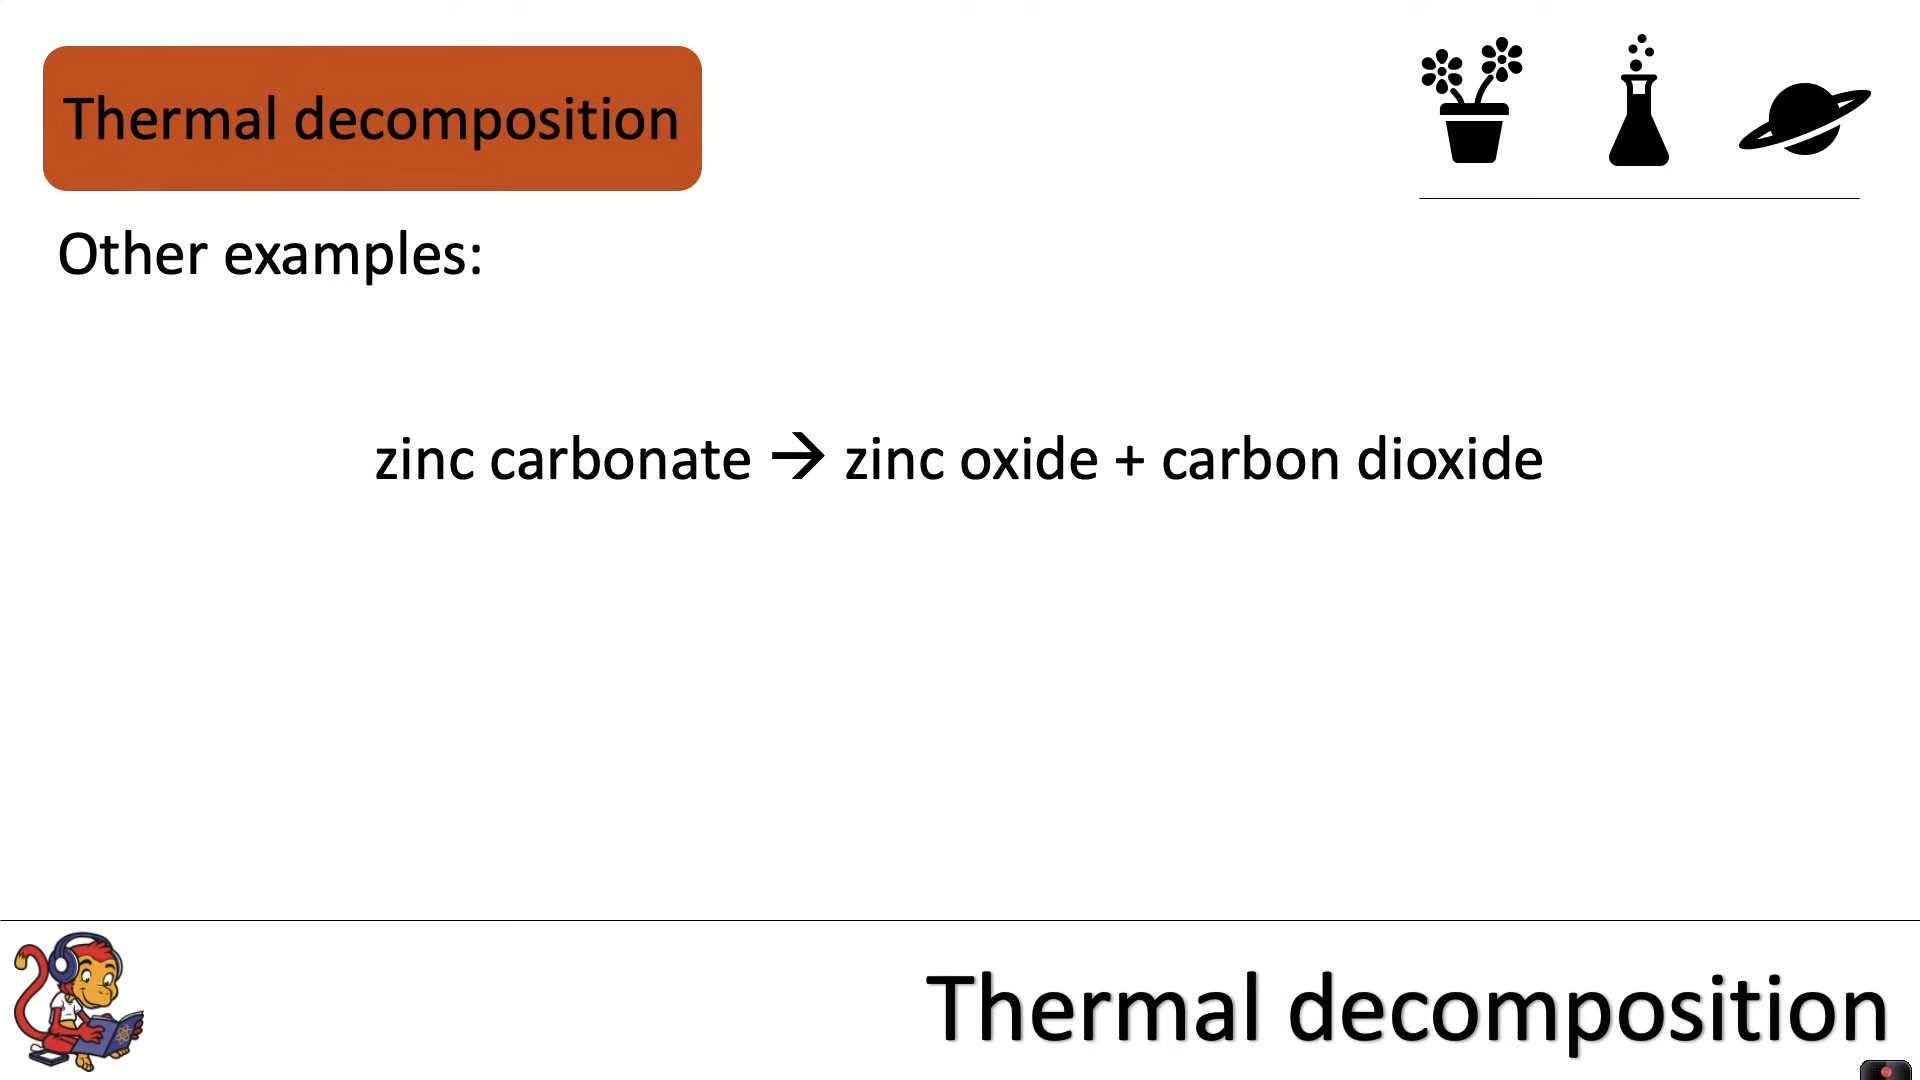 Thermal decomposition
Other examples:
zinc carbonate → zinc oxide + carbon dioxide
Thermal decomposition